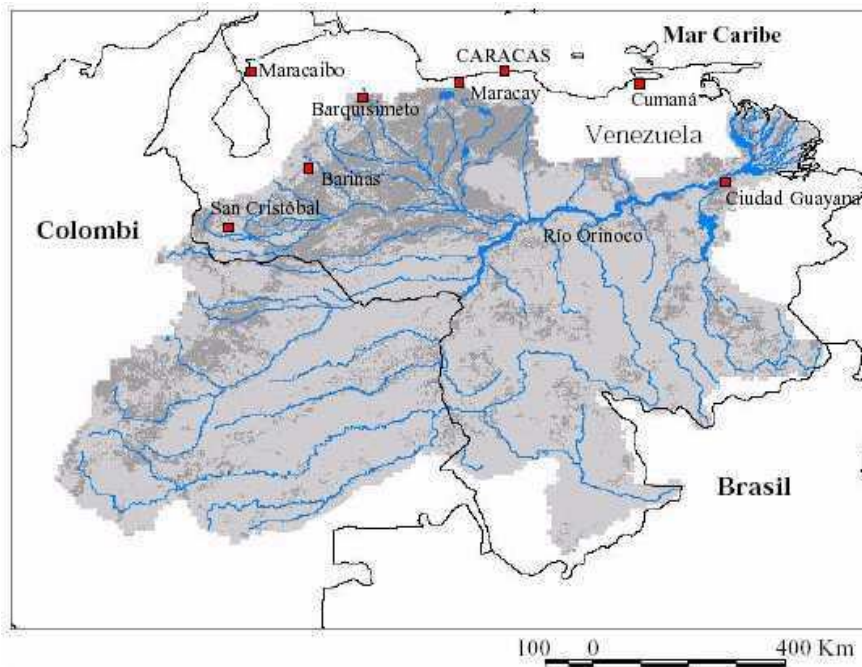 Mar Caribe
CARACAS
Maracaibo
Maracay
Cumaná
Barquisimeto
Venezuela
Barinas
Ciudad Guayana
San Cristóbal
Colombi
Río Orinoco
Brasil
100 0 400 Km